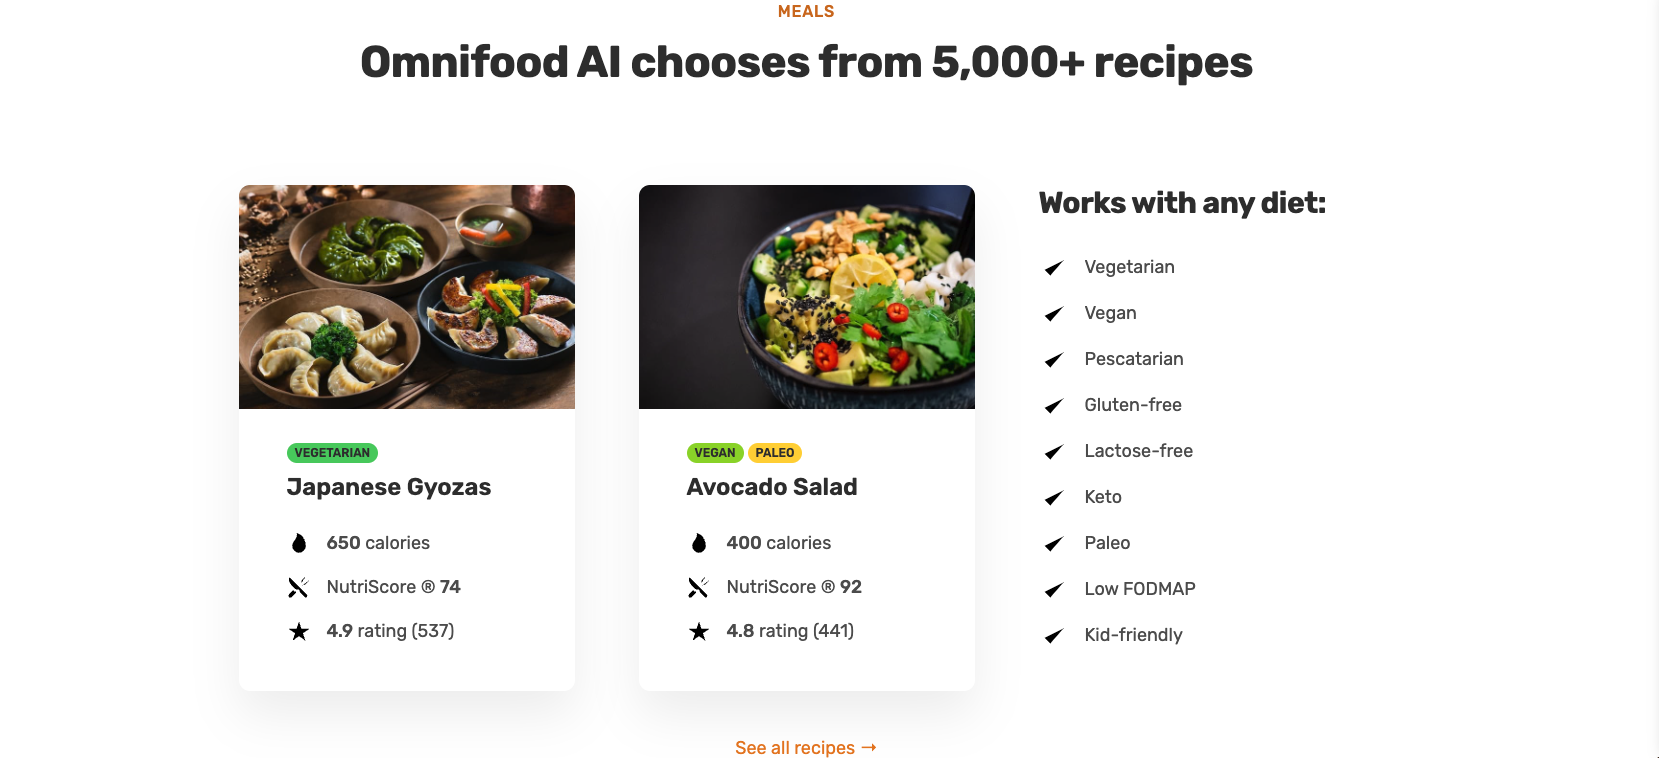 MEALS
Omnifood AI chooses from 5,000+ recipes
VEGETARIAN
Japanese Gyozas
650 calories
NutriScore ® 74
4.9 rating (537)
VEGAN PALEO
Avocado Salad
400 calories
NutriScore ® 92
4.8 rating (441)
Works with any diet:
Vegetarian
Vegan
Pescatarian
Gluten-free
Lactose-free
Keto
Paleo
Low FODMAP
Kid-friendly
See all recipes →